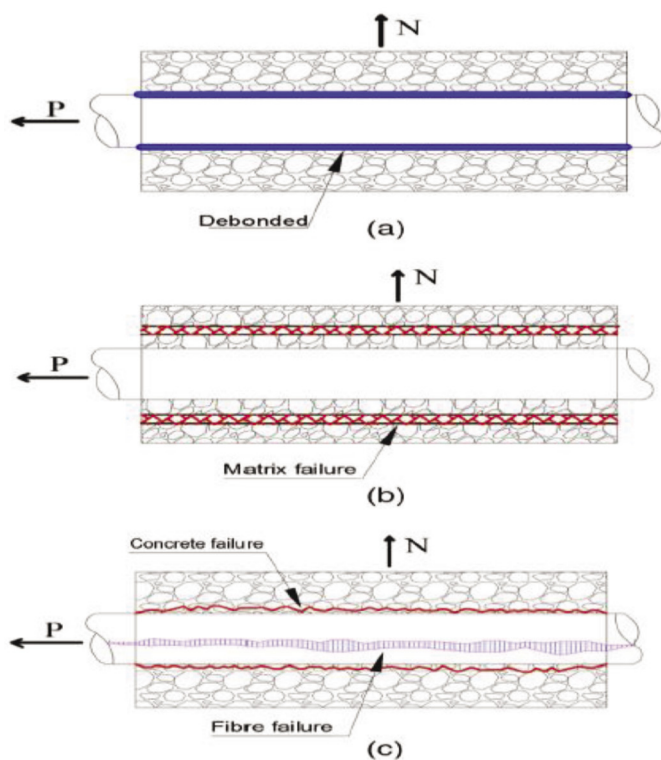 N
P
Debonded
(a)
N
P
Matrix failure
(b)
Concrete failure
N
P
Fibre failure
(c)